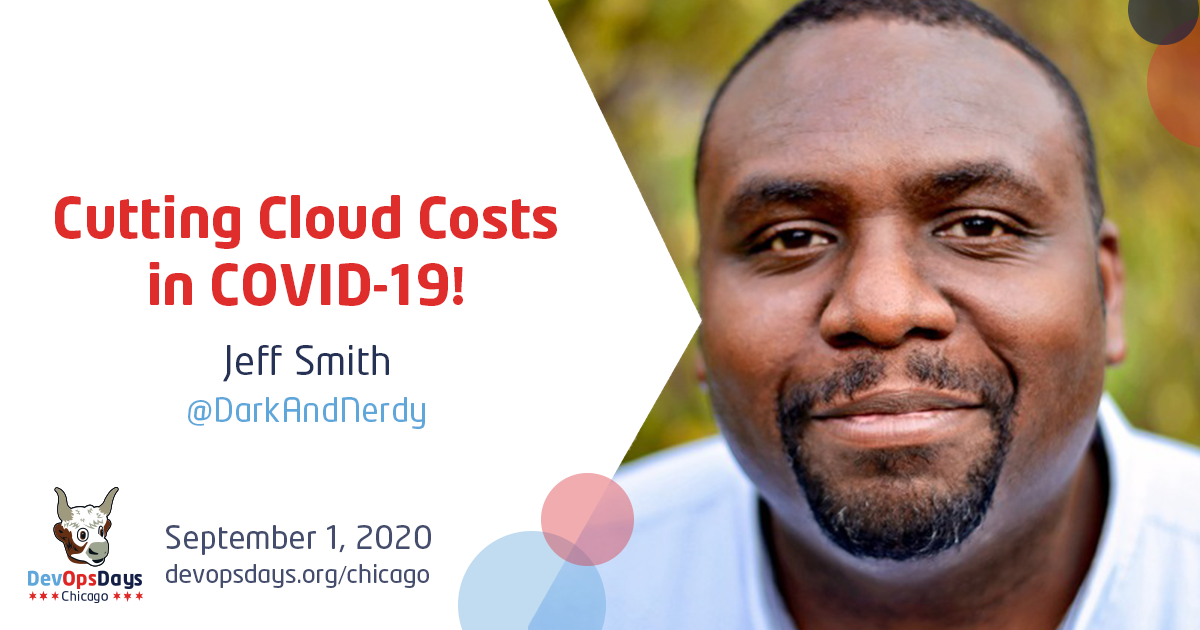 Cutting Cloud Costs
in COVID-19!
Jeff Smith
@DarkAndNerdy
September 1, 2020
devopsdays.org/chicago
DevOpsDays
Chicago